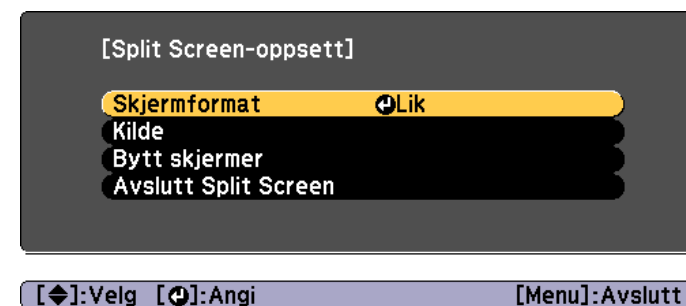 [Split Screen-oppsett]
Skjermformat Lik
Kilde
Bytt skjermer
Avslutt Split Screen
[]:Velg []:Angi [Menu]:Avslutt